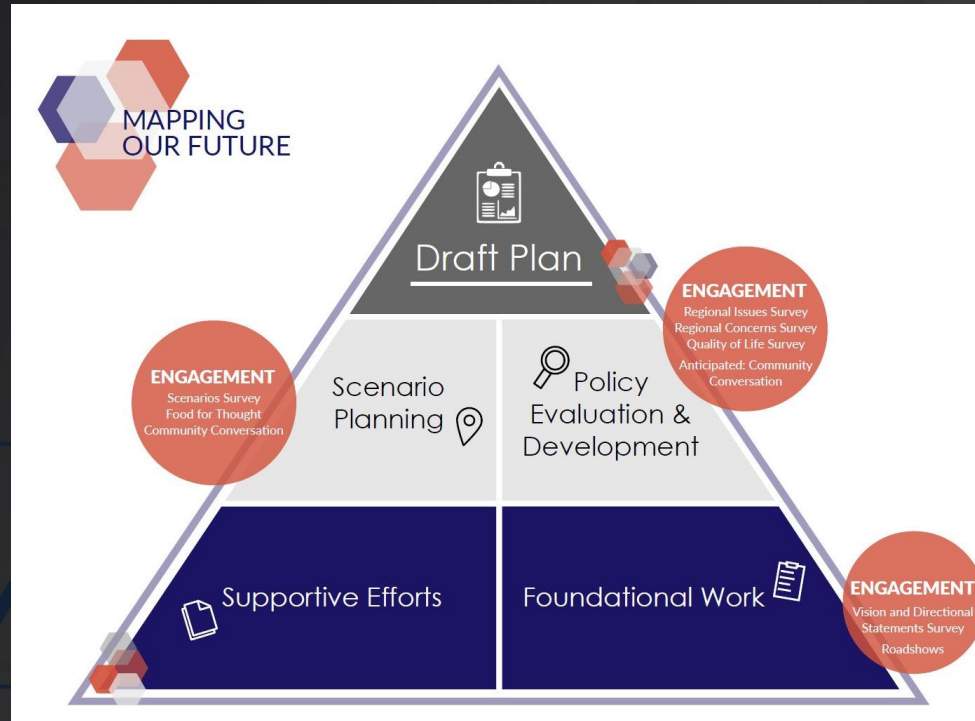 MAPPING
OUR FUTURE
Draft Plan
ENGAGEMENT
Regional Issues Survey
Regional Concerns Survey
Quality of Life Survey
Anticipated: Community
Conversation
ENGAGEMENT
Scenarios Survey
Food for Thought
Community Conversation
Scenario
Planning
Policy
Evaluation &
Development
Supportive Efforts
Foundational Work
ENGAGEMENT
Vision and Directional
Statements Survey
Roadshows